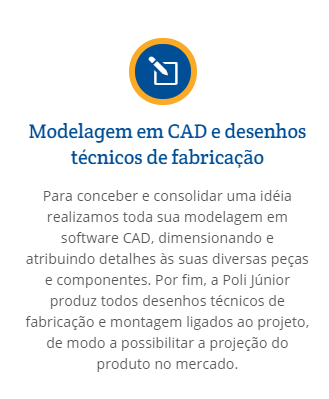 Modelagem em CAD e desenhos
técnicos de fabricação
Para conceber e consolidar uma idéia
realizamos toda sua modelagem em
software CAD, dimensionando e
atribuindo detalhes às suas diversas peças
e componentes. Por fim, a Poli Júnior
produz todos desenhos técnicos de
fabricação e montagem ligados ao projeto,
de modo a possibilitar a projeção do
produto no mercado.